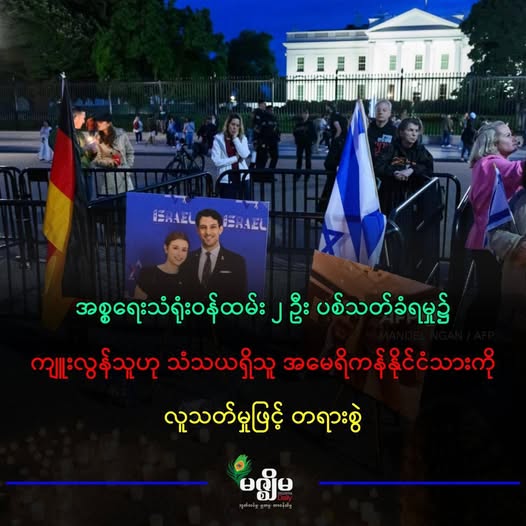 ISRAEL ISRAEL
အစ္စရေးသံရုံးဝန်ထမ်း ၂ ဦး ပစ်သတ်ခံရမှု၌
MANDEL NGAN / AFP
ကျူးလွန်သူဟု သံသယရှိသူ အမေရိကန်နိုင်ငံသားကို
လူသတ်မှုဖြင့် တရားစွဲ
မဇ္ဈိမ
Daily